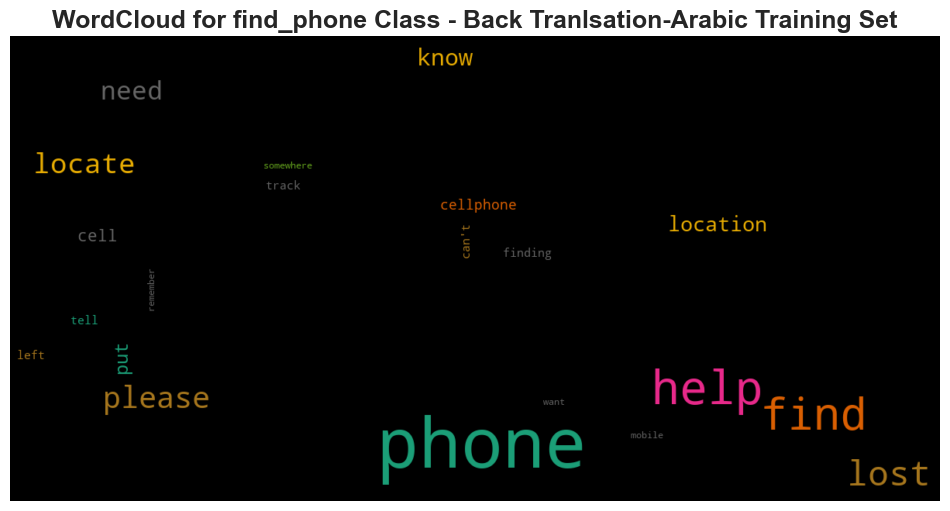 WordCloud for find_phone Class - Back Tranlsation-Arabic Training Set
know
need
locate
somewhere
track
cellphone
location
cell
can't
finding
remember
tell
put
left
help
please
find
want
phone
mobile
lost